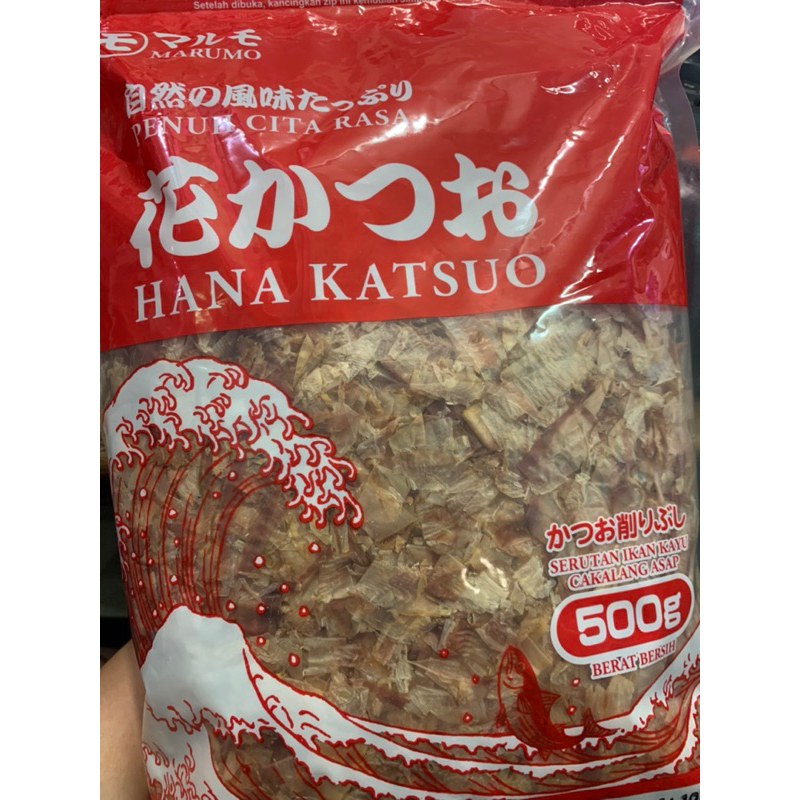 Setelah dibuka, kancingkan zip ini kemudian
モ マルモ
MARUMO
自然の風味たっぷり
PENUH CITA RASA
花かつお
HANA KATSUO
かつお削りぶし
SERUTAN IKAN KAYU
CAKALANG ASAP
500g
BERAT BERSIH